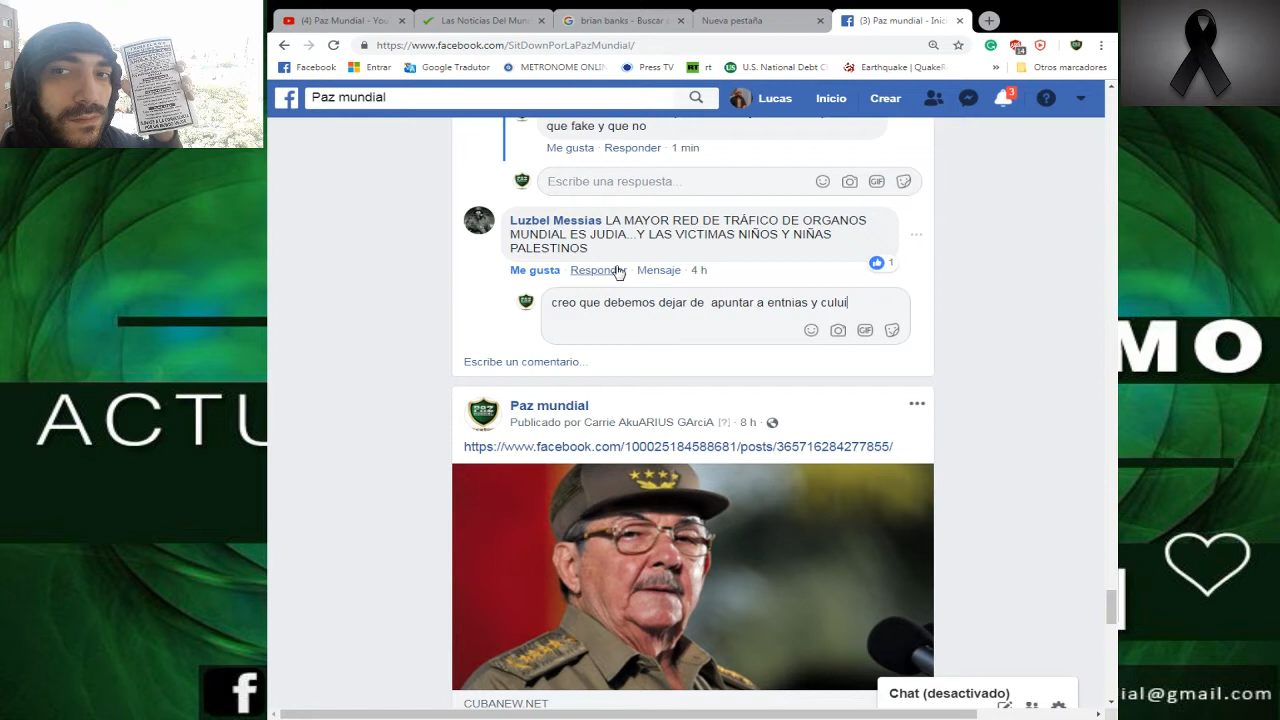 (4) Paz Mundial - You
Las Noticias Del Mun
brian banks - Buscar c
Nueva pestaña
(3) Paz mundial - Inic
https://www.facebook.com/SitDownPorLaPazMundial/
Facebook
Entrar
Google Tradutor
METRONOME ONLIN
Press TV
rt
U.S. National Debt C
Earthquake | QuakeR
Otros marcadores
Paz mundial
Lucas
Inicio
Crear
3
que fake y que no
Me gusta · Responder · 1 min
Escribe una respuesta...
Luzbel Messias LA MAYOR RED DE TRÁFICO DE ORGANOS
MUNDIAL ES JUDIA...Y LAS VICTIMAS NIÑOS Y NIÑAS
PALESTINOS
Me gusta · Responder · Mensaje · 4 h
1
creo que debemos dejar de  apuntar a entnias y cului
Escribe un comentario...
Paz mundial
Publicado por Carrie AkuARIUS GArciA [?] · 8 h ·
https://www.facebook.com/100025184588681/posts/365716284277855/
CUBANEW.NET
Chat (desactivado)
ACTU
MO
ial@gmail.com